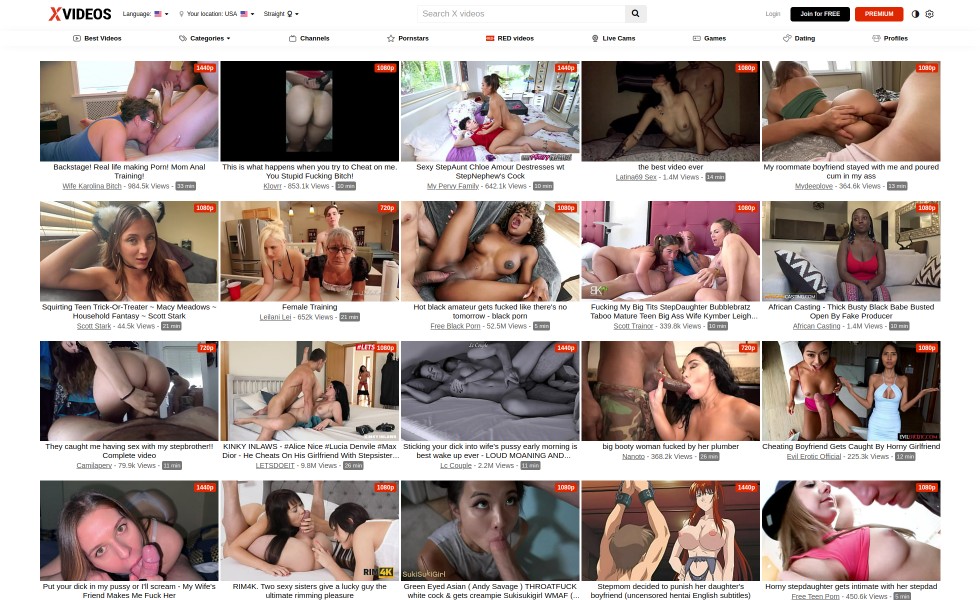 XVIDEOS
Language:
Your location: USA
Straight
Search X videos
Login
Join for FREE
PREMIUM
Best Videos
Categories
Channels
Pornstars
RED videos
Live Cams
Games
Dating
Profiles
1440p
1080p
1440p
1080p
1080p
Backstage! Real life making Porn! Mom Anal
Training!
Wife Karolina Bitch - 984.5k Views - 33 min
This is what happens when you try to Cheat on me.
You Stupid Fucking Bitch!
Klovrr - 853.1k Views - 10 min
Sexy StepAunt Chloe Amour Destresses wt
StepNephew's Cock
My Pervy Family - 642.1k Views - 10 min
the best video ever
Latina69 Sex - 1.4M Views - 14 min
My roommate boyfriend stayed with me and poured
cum in my ass
Mydeeplove - 364.6k Views - 13 min
1080p
720p
1080p
1080p
1080p
Squirting Teen Trick-Or-Treater ~ Macy Meadows ~
Household Fantasy ~ Scott Stark
Scott Stark - 44.5k Views - 21 min
Female Training
Leilani Lei - 652k Views - 21 min
Hot black amateur gets fucked like there's no
tomorrow - black porn
Free Black Porn - 52.5M Views - 5 min
Fucking My Big Tits StepDaughter Bubblebratz
Taboo Mature Teen Big Ass Wife Kymber Leigh...
Scott Trainor - 339.8k Views - 10 min
African Casting - Thick Busty Black Babe Busted
Open By Fake Producer
African Casting - 1.4M Views - 10 min
720p
#LETS
1080p
1440p
720p
1080p
They caught me having sex with my stepbrother!!
Complete video
Camilaperv - 79.9k Views - 11 min
KINKY INLAWS - #Alice Nice #Lucia Denvile #Max
Dior - He Cheats On His Girlfriend With Stepsister...
LETSDOEIT - 9.8M Views - 26 min
Sticking your dick into wife's pussy early morning is
best wake up ever - LOUD MOANING AND...
Lc Couple - 2.2M Views - 11 min
big booty woman fucked by her plumber
Nanoto - 368.2k Views - 26 min
Cheating Boyfriend Gets Caught By Horny Girlfriend
Evil Erotic Official - 225.3k Views - 12 min
1440p
1080p
1080p
1440p
1080p
RIM4K
SukiSukiGirl
Put your dick in my pussy or I'll scream - My Wife's
Friend Makes Me Fuck Her
RIM4K. Two sexy sisters give a lucky guy the
ultimate rimming pleasure
Green Eyed Asian ( Andy Savage ) THROATFUCK
white cock & gets creampie Sukisukigirl WMAF (...
Stepmom decided to punish her daughter's
boyfriend (uncensored hentai English subtitles)
Horny stepdaughter gets intimate with her stepdad
Free Teen Porn - 450.6k Views - 5 min